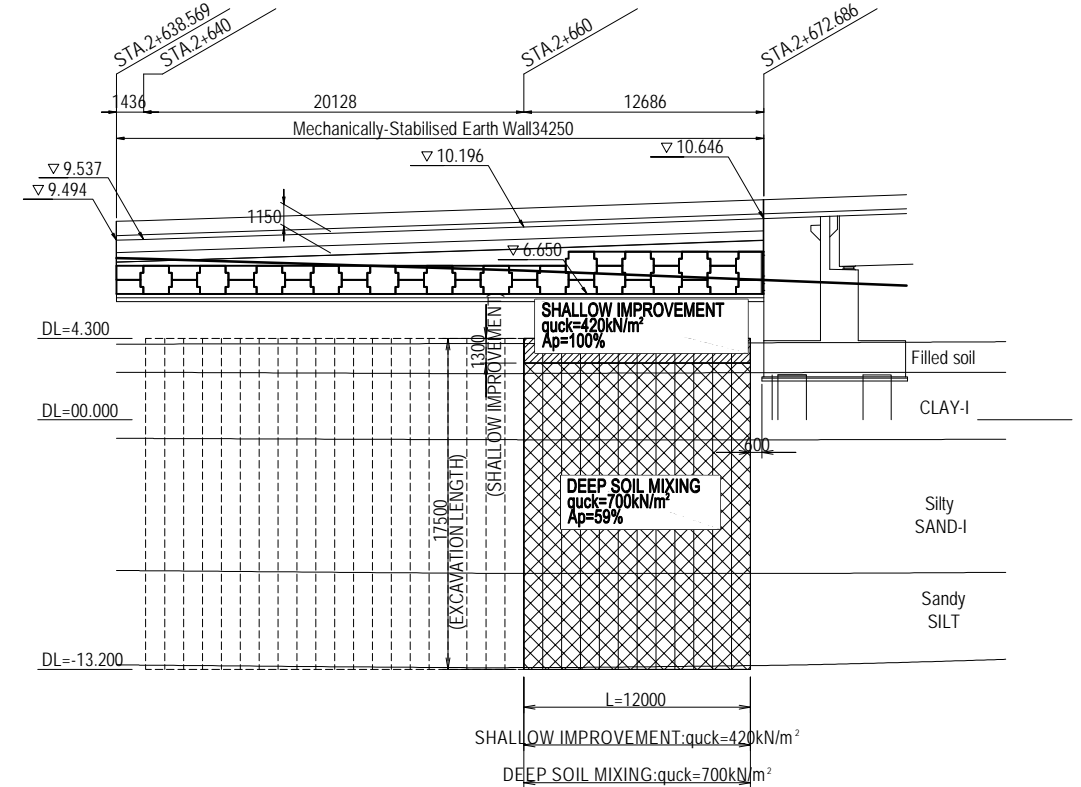 STA.2+638.569
STA.2+640
STA.2+660
STA.2+672.686
1436
20128
12686
Mechanically-Stabilised Earth Wall34250
▽ 9.537
▽ 9.494
▽ 10.196
▽ 10.646
1150
▽ 6.650
SHALLOW IMPROVEMENT
quck=420kN/m²
Ap=100%
DL=4.300
1300
(SHALLOW IMPROVEMENT)
Filled soil
DL=00.000
CLAY-I
600
DEEP SOIL MIXING
quck=700kN/m²
Ap=59%
17500
(EXCAVATION LENGTH)
Silty
SAND-I
Sandy
SILT
DL=-13.200
L=12000
SHALLOW IMPROVEMENT:quck=420kN/m²
DEEP SOIL MIXING:quck=700kN/m²